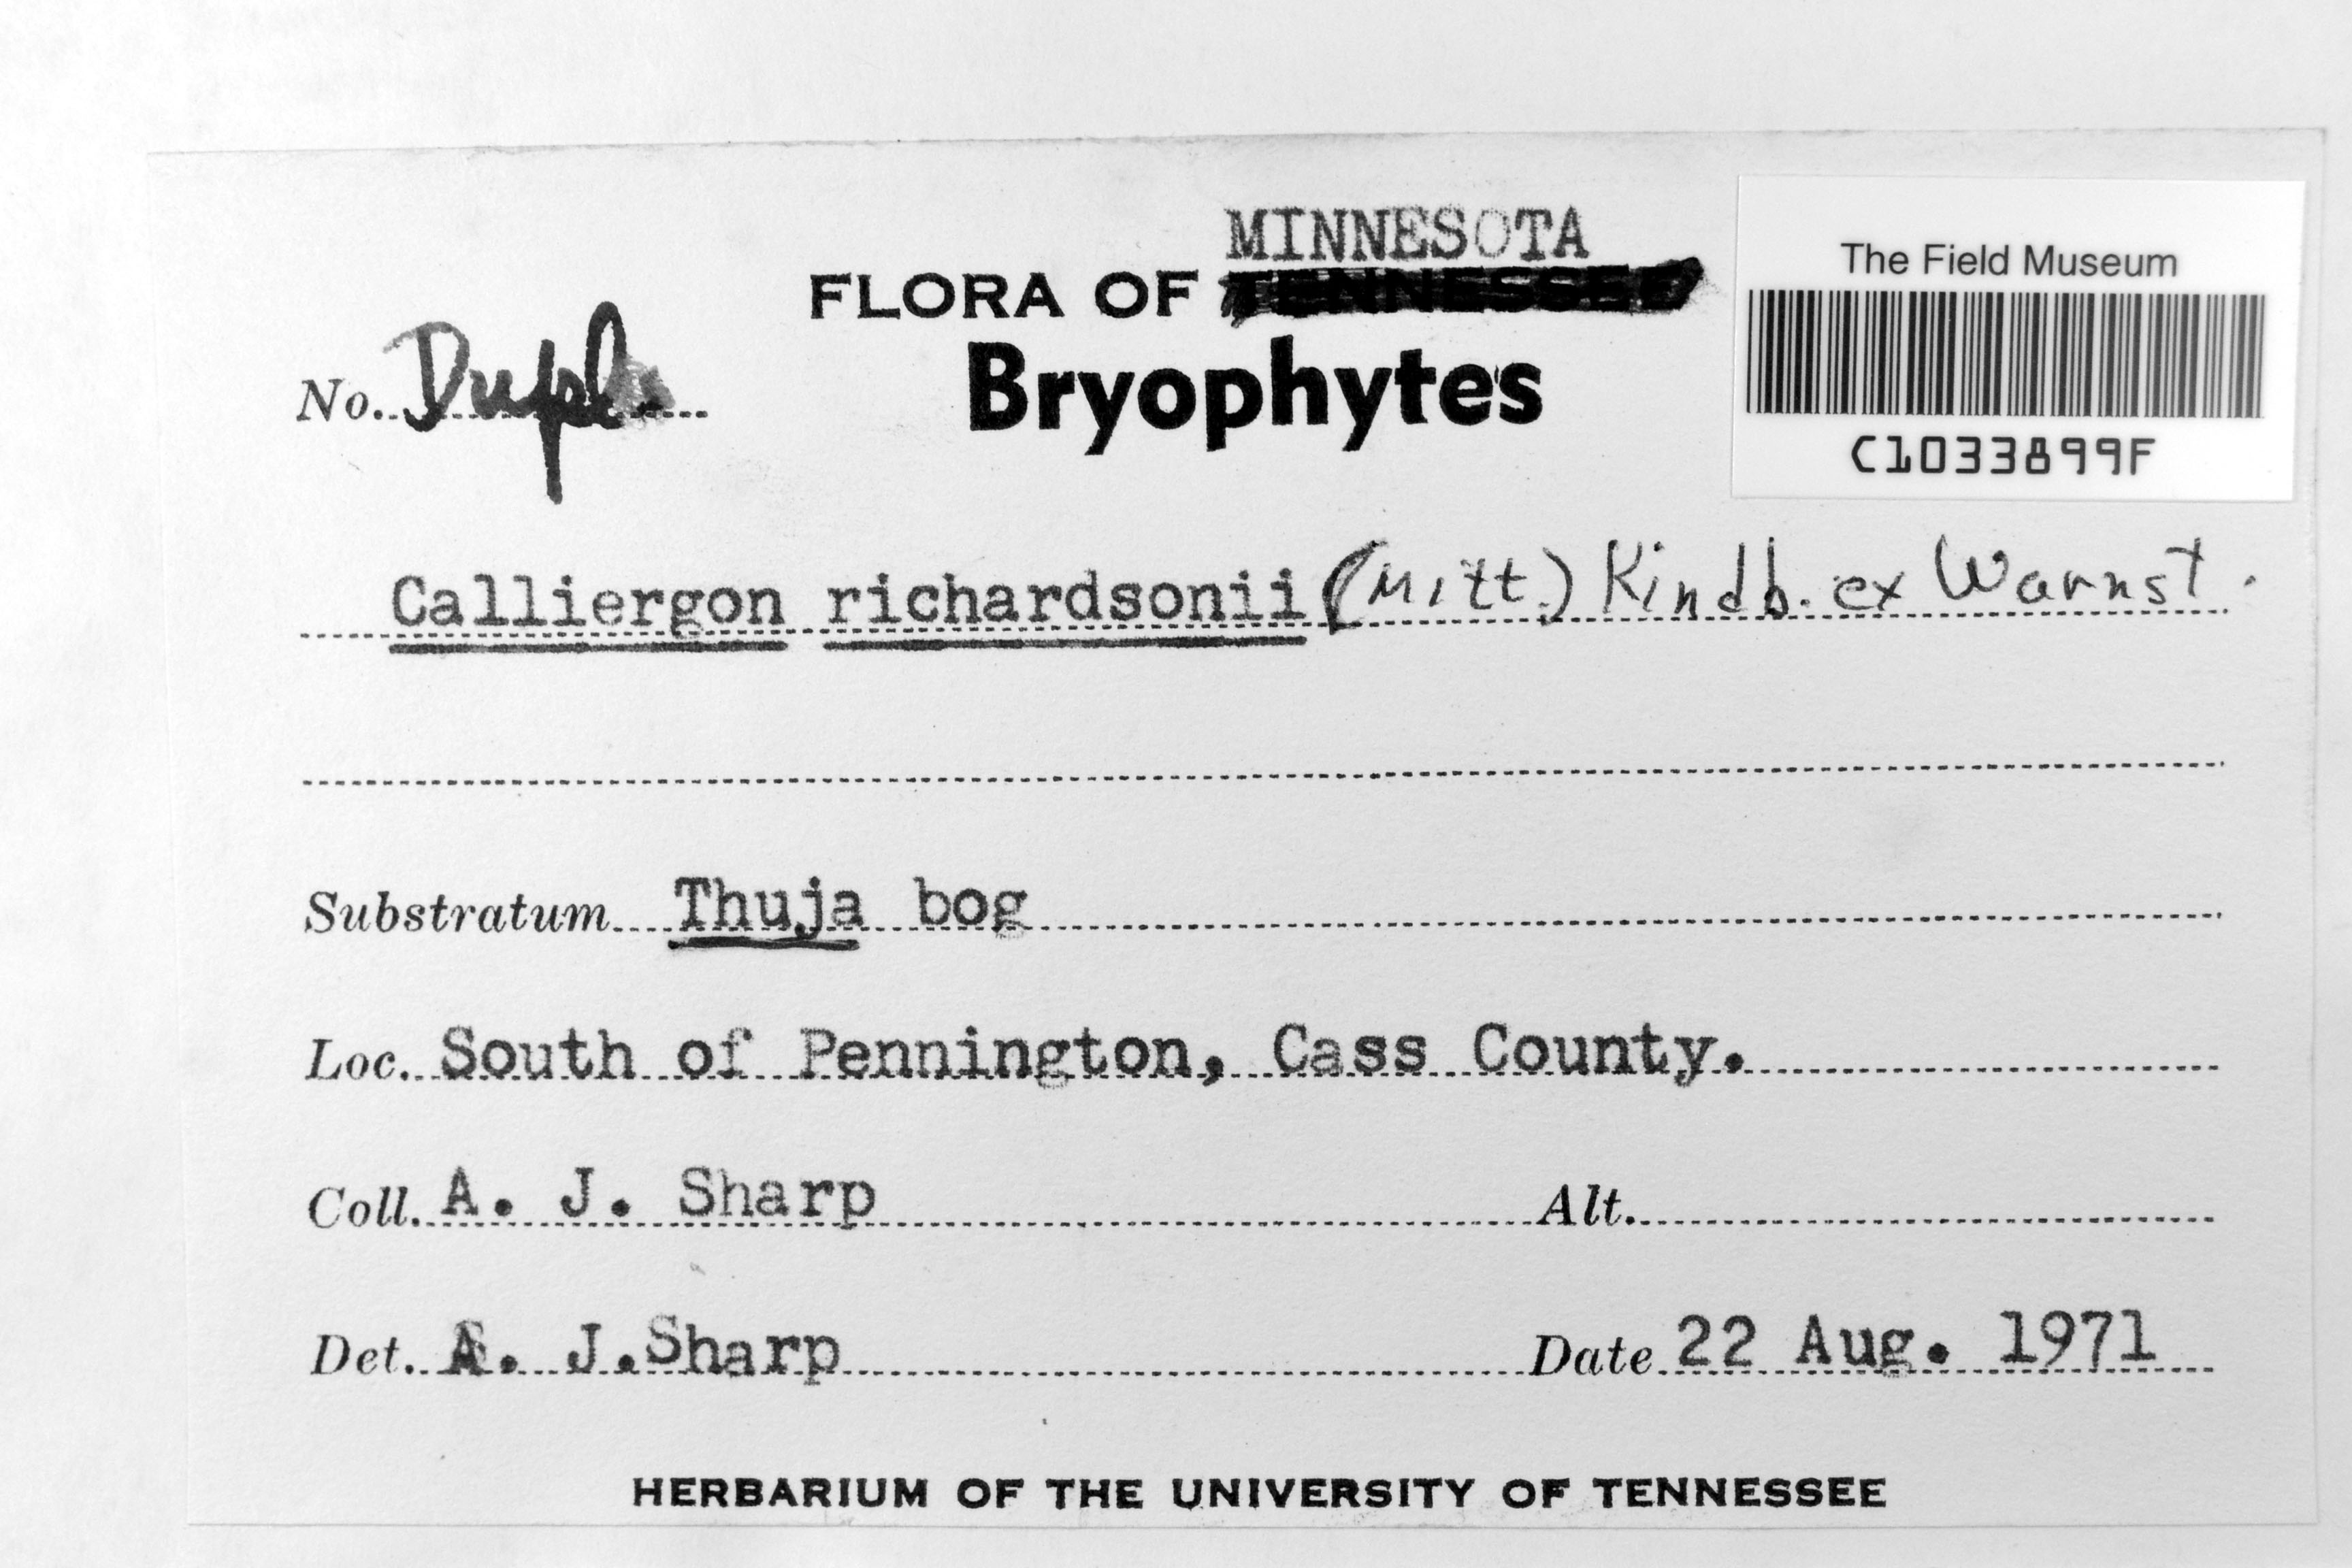 MINNESOTA
FLORA OF TENNESSEE
Bryophytes
The Field Museum
C1033899F
No. Dupl.
Calliergon richardsonii (Mitt.) Kindb. ex Warnst.
Substratum Thuja bog
Loc. South of Pennington, Cass County.
Coll. A. J. Sharp Alt.
Det. A. J.Sharp Date 22 Aug. 1971
HERBARIUM OF THE UNIVERSITY OF TENNESSEE